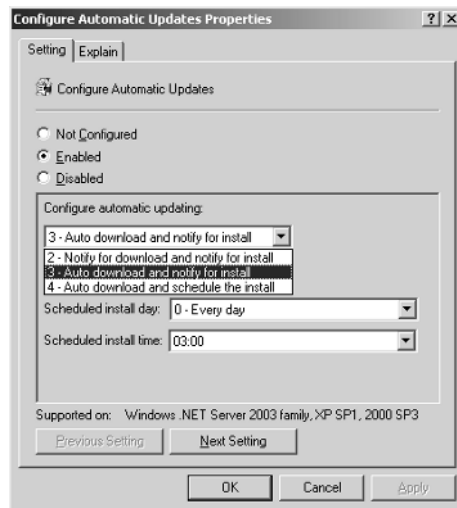 Configure Automatic Updates Properties
Setting Explain
Configure Automatic Updates
Not Configured
Enabled
Disabled
Configure automatic updating:
3 - Auto download and notify for install
2 - Notify for download and notify for install
3 - Auto download and notify for install
4 - Auto download and schedule the install
Scheduled install day: 0 - Every day
Scheduled install time: 03:00
Supported on: Windows .NET Server 2003 family, XP SP1, 2000 SP3
Previous Setting Next Setting
OK Cancel Apply